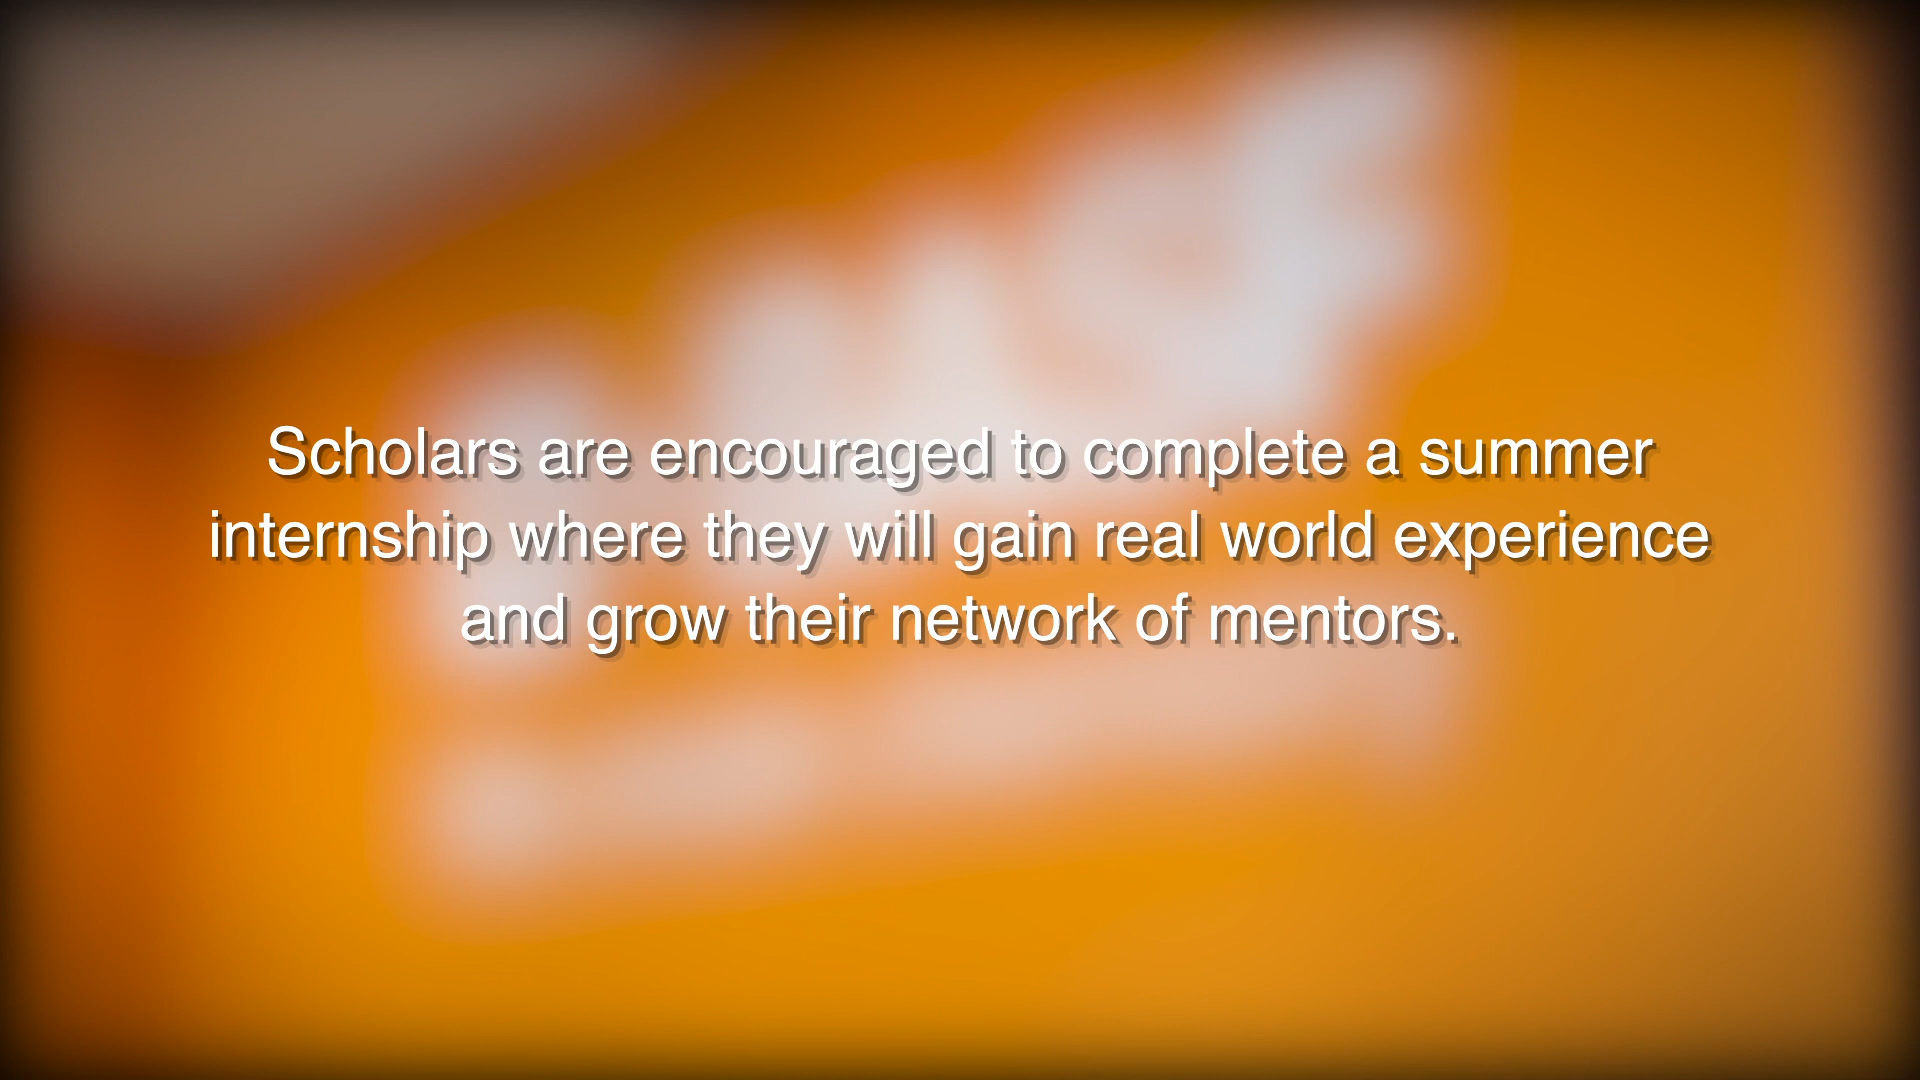 Scholars are encouraged to complete a summer
internship where they will gain real world experience
and grow their network of mentors.